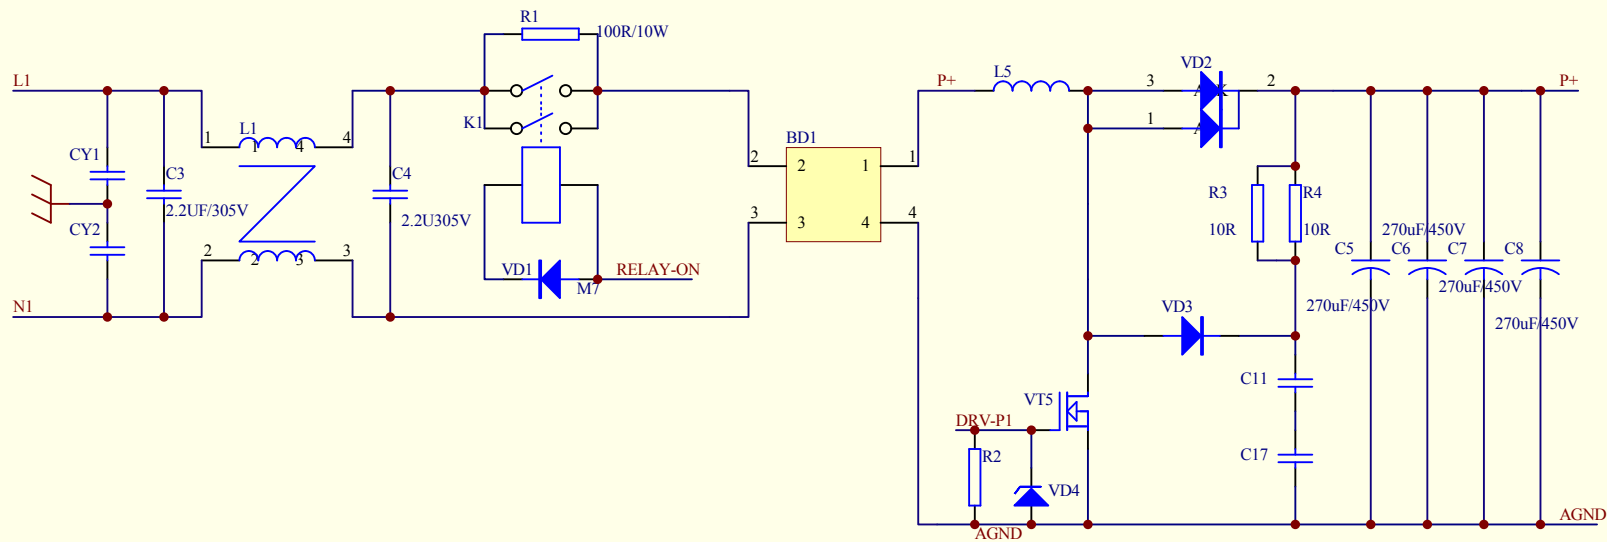 R1
100R/10W
L1
K1
1
L1
1
4
4
CY1
C3
2.2UF/305V
CY2
2
2
3
3
N1
C4
2.2U305V
VD1
M7
RELAY-ON
BD1
2
2
1
1
3
3
4
4
P+
L5
3
VD2
2
P+
1
A
K
A
R3
10R
R4
10R
C5
270uF/450V
C6
270uF/450V
C7
270uF/450V
C8
270uF/450V
VD3
C11
C17
VT5
DRV-P1
R2
VD4
AGND
AGND